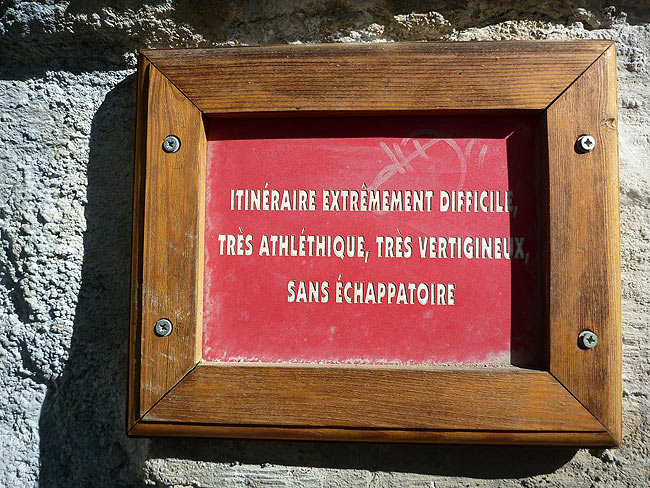 ITINÉRAIRE EXTRÊMEMENT DIFFICILE,
TRÈS ATHLÉTHIQUE, TRÈS VERTIGINEUX,
SANS ÉCHAPPATOIRE